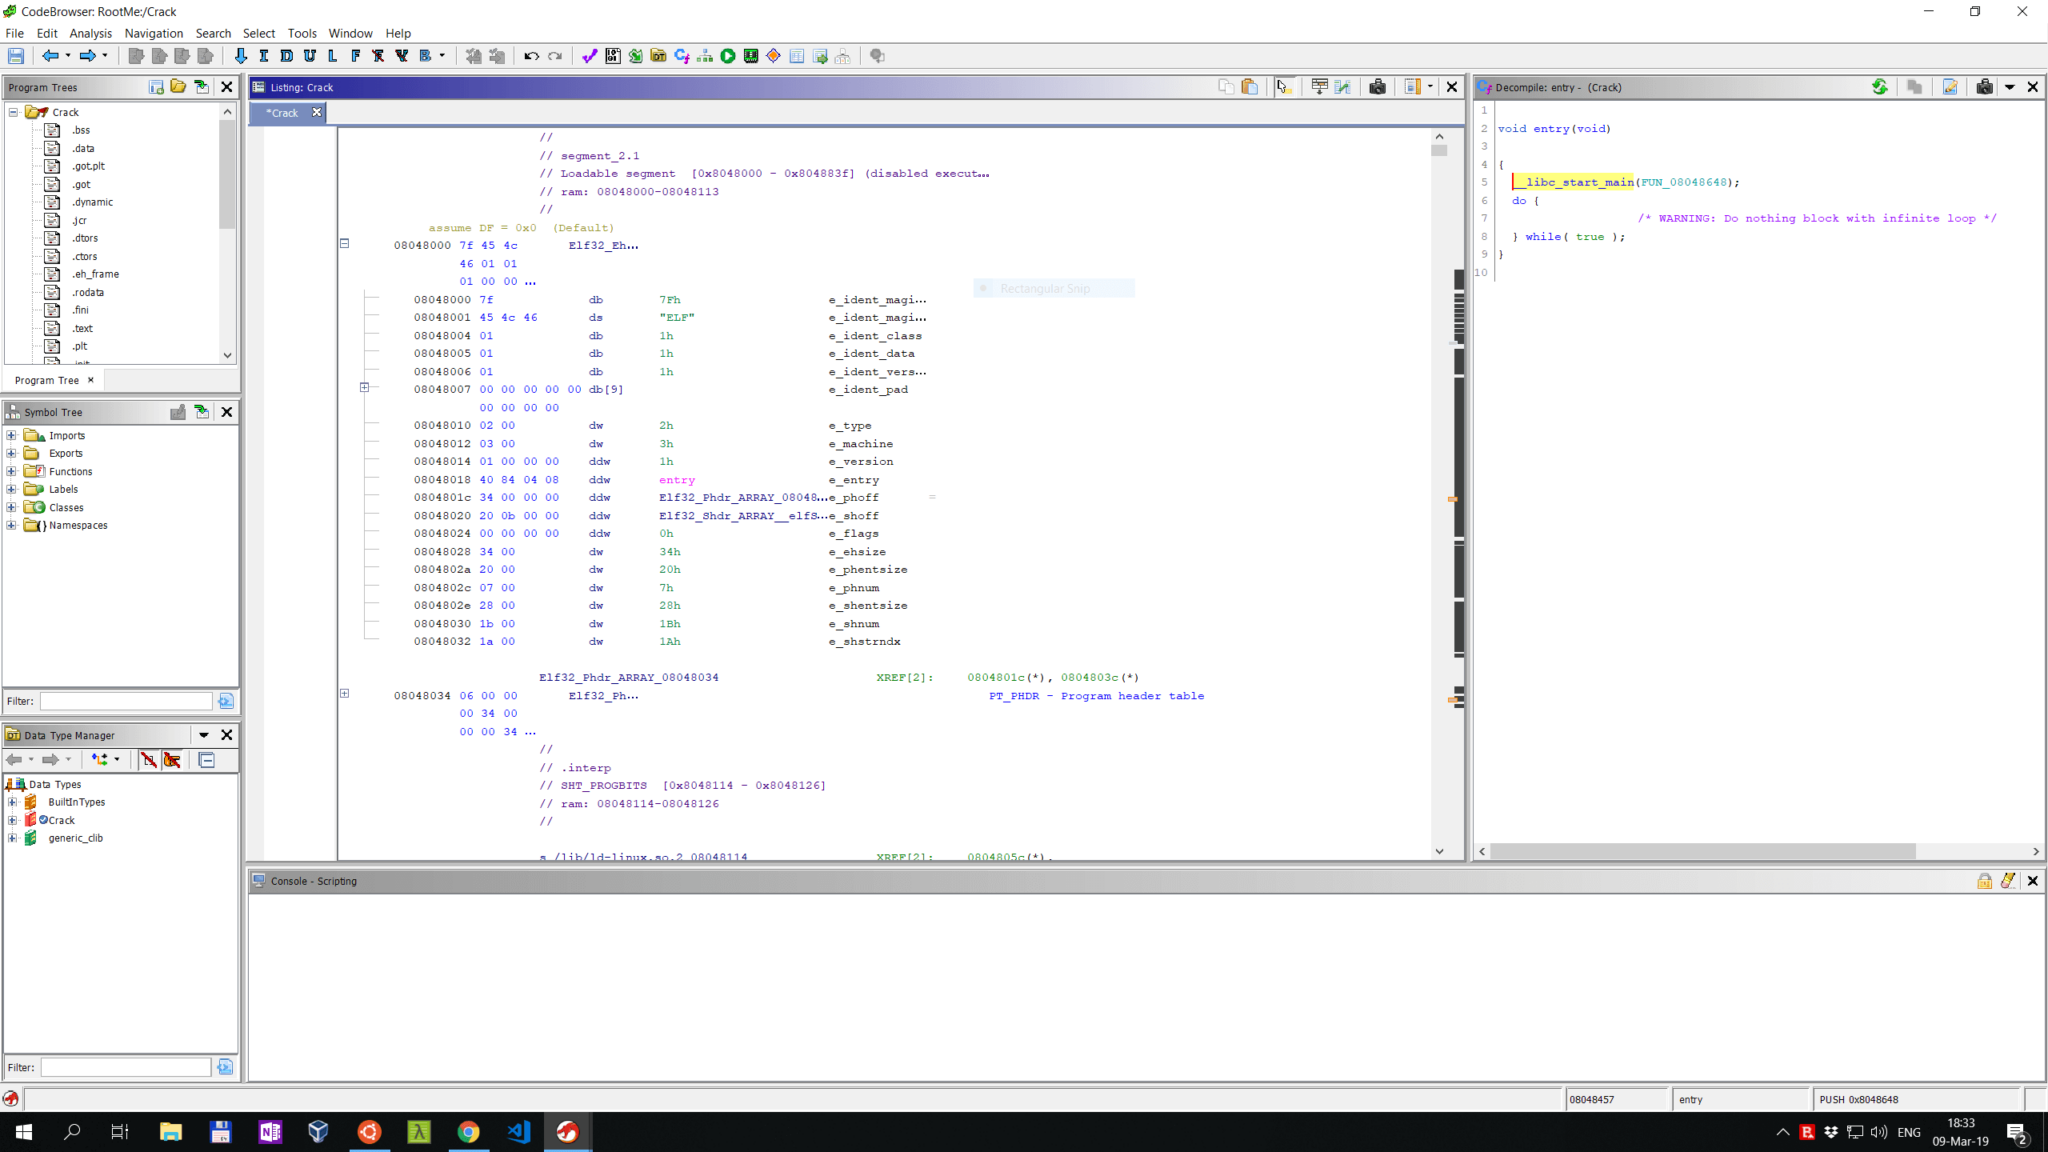 CodeBrowser: RootMe:/Crack
File Edit Analysis Navigation Search Select Tools Window Help
I D U L F B
Program Trees
Crack
.bss
.data
.got.plt
.got
.dynamic
.jcr
.dtors
.ctors
.eh_frame
.rodata
.fini
.text
.plt
Program Tree
Symbol Tree
Imports
Exports
Functions
Labels
Classes
Namespaces
Filter:
Data Type Manager
Data Types
BuiltInTypes
Crack
generic_clib
Filter:
Listing: Crack
*Crack
//
// segment_2.1
// Loadable segment [0x8048000 - 0x804883f] (disabled execut...
// ram: 08048000-08048113
//
assume DF = 0x0 (Default)
08048000 7f 45 4c Elf32_Eh...
46 01 01
01 00 00 ...
08048000 7f db 7Fh e_ident_magi...
08048001 45 4c 46 ds "ELF" e_ident_magi...
08048004 01 db 1h e_ident_class
08048005 01 db 1h e_ident_data
08048006 01 db 1h e_ident_vers...
08048007 00 00 00 00 00 db[9] e_ident_pad
00 00 00 00
08048010 02 00 dw 2h e_type
08048012 03 00 dw 3h e_machine
08048014 01 00 00 00 ddw 1h e_version
08048018 40 84 04 08 ddw entry e_entry
0804801c 34 00 00 00 ddw Elf32_Phdr_ARRAY_08048...e_phoff =
08048020 20 0b 00 00 ddw Elf32_Shdr_ARRAY__elfS...e_shoff
08048024 00 00 00 00 ddw 0h e_flags
08048028 34 00 dw 34h e_ehsize
0804802a 20 00 dw 20h e_phentsize
0804802c 07 00 dw 7h e_phnum
0804802e 28 00 dw 28h e_shentsize
08048030 1b 00 dw 1Bh e_shnum
08048032 1a 00 dw 1Ah e_shstrndx
Elf32_Phdr_ARRAY_08048034 XREF[2]: 0804801c(*), 0804803c(*)
08048034 06 00 00 Elf32_Ph... PT_PHDR - Program header table
00 34 00
00 00 34 ...
//
// .interp
// SHT_PROGBITS [0x8048114 - 0x8048126]
// ram: 08048114-08048126
//
s_/lib/ld-linux.so.2_08048114 XREF[2]: 0804805c(*),
Rectangular Snip
Decompile: entry - (Crack)
1
2 void entry(void)
3
4 {
5 __libc_start_main(FUN_08048648);
6 do {
7 /* WARNING: Do nothing block with infinite loop */
8 } while( true );
9 }
10
Console - Scripting
08048457 entry PUSH 0x8048648
ENG
18:33
09-Mar-19
2